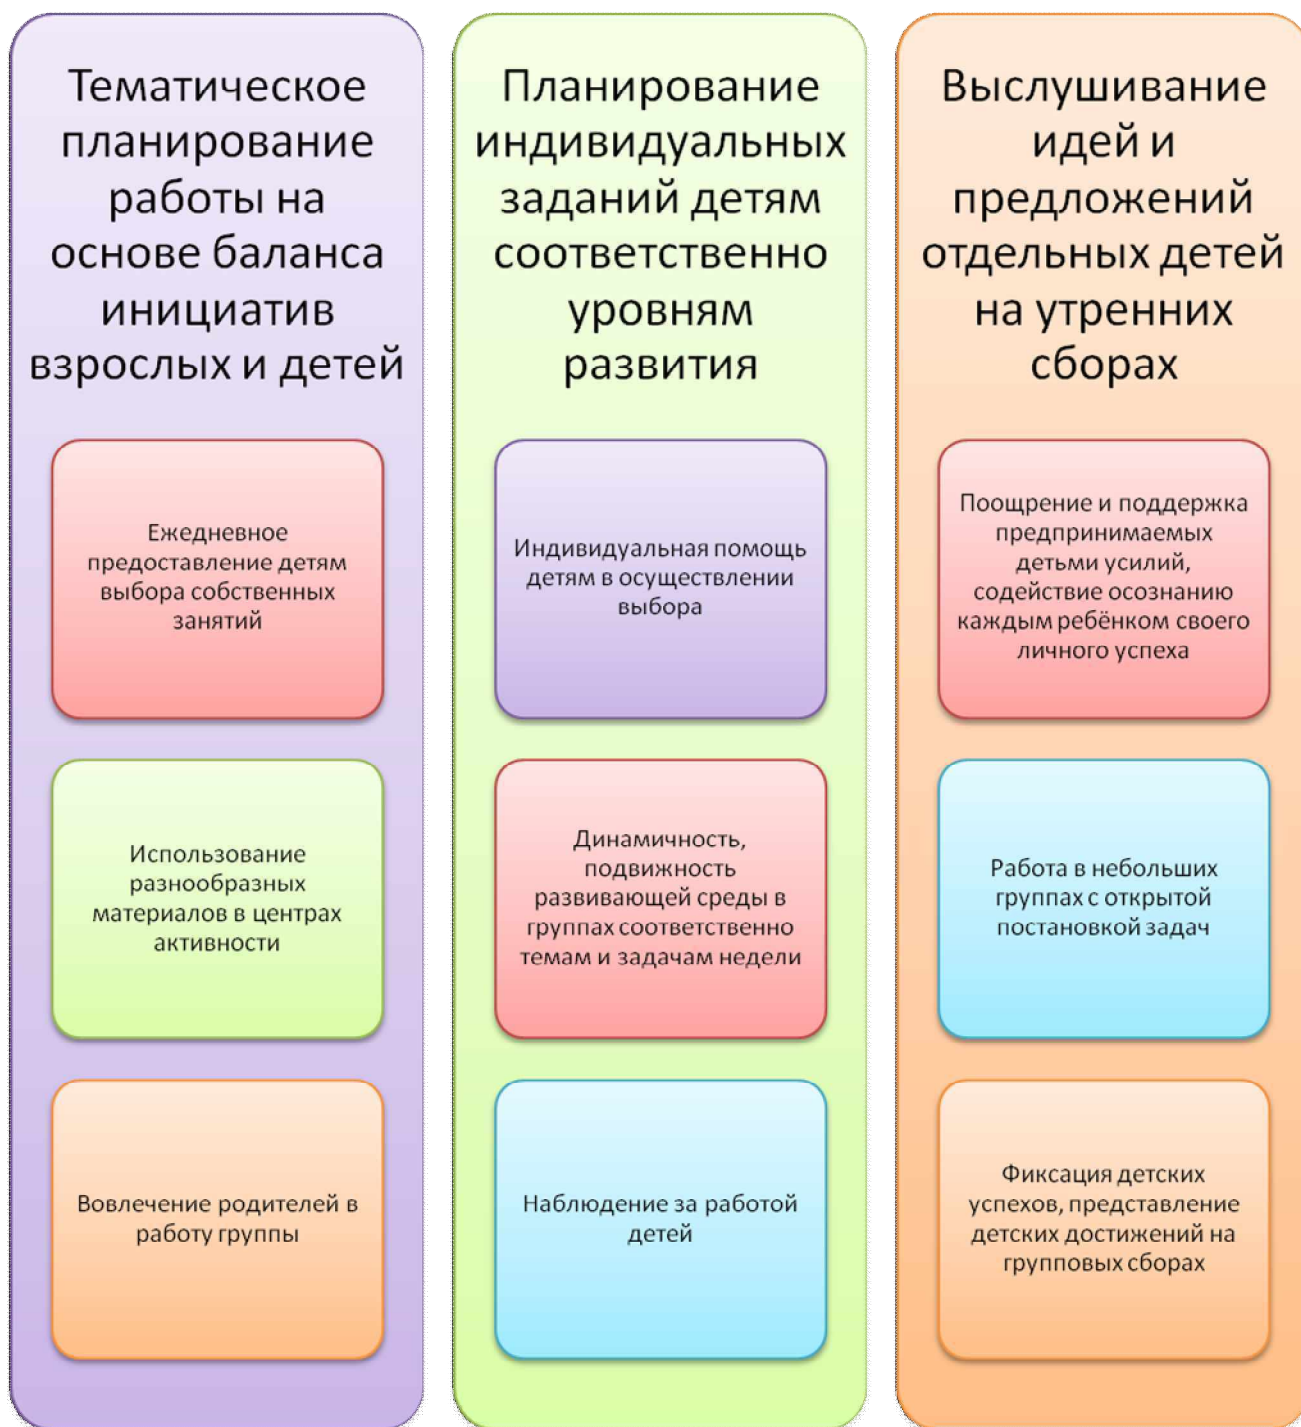 Тематическое
планирование
работы на
основе баланса
инициатив
взрослых и детей
Ежедневное
предоставление детям
выбора собственных
занятий
Использование
разнообразных
материалов в центрах
активности
Вовлечение родителей в
работу группы
Планирование
индивидуальных
заданий детям
соответственно
уровням
развития
Индивидуальная помощь
детям в осуществлении
выбора
Динамичность,
подвижность
развивающей среды в
группах соответственно
темам и задачам недели
Наблюдение за работой
детей
Выслушивание
идей и
предложений
отдельных детей
на утренних
сборах
Поощрение и поддержка
предпринимаемых
детьми усилий,
содействие осознанию
каждым ребёнком своего
личного успеха
Работа в небольших
группах с открытой
постановкой задач
Фиксация детских
успехов, представление
детских достижений на
групповых сборах